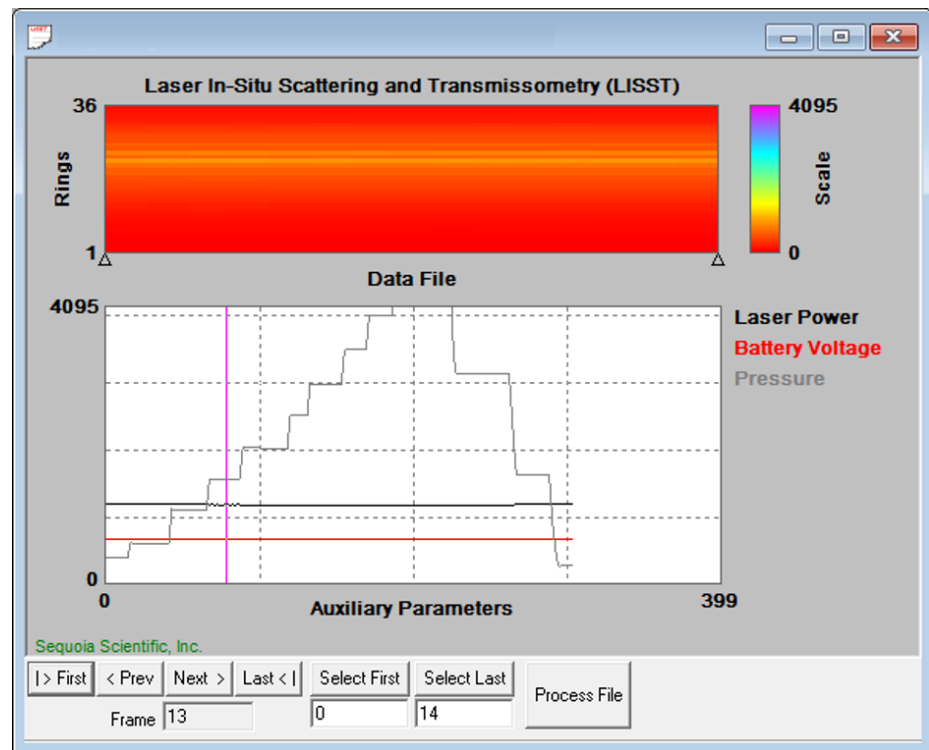 Laser In-Situ Scattering and Transmissometry (LISST)
36
Rings
1
4095
Scale
0
Data File
4095
0
0
Auxiliary Parameters
399
Laser Power
Battery Voltage
Pressure
Sequoia Scientific, Inc.
|> First < Prev Next > Last <| Select First Select Last Process File
Frame 13 0 14